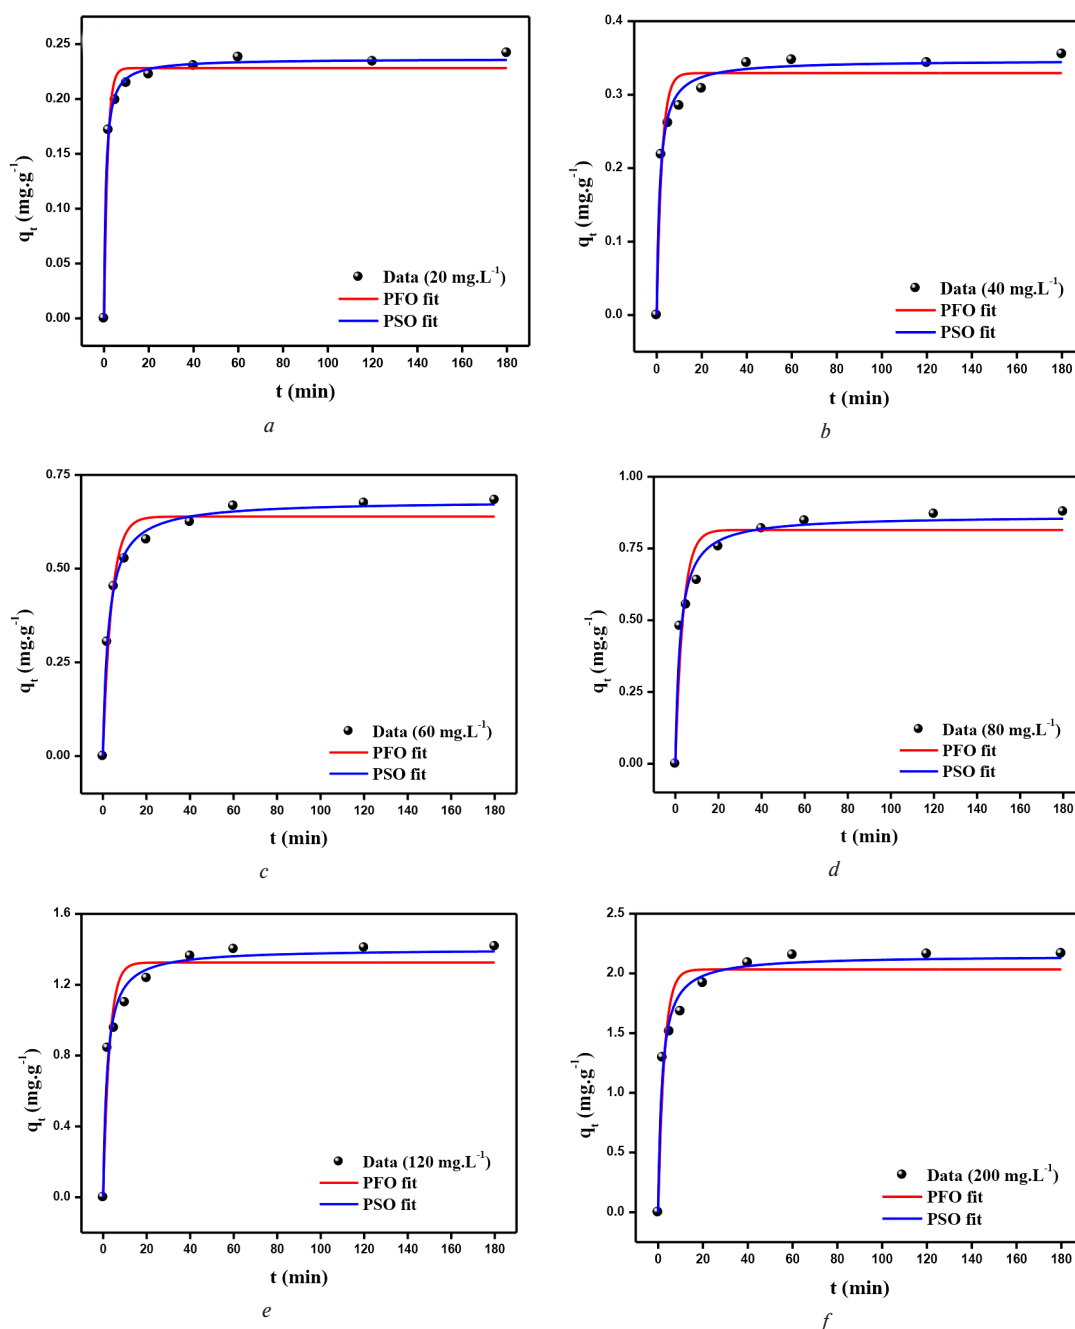 0.25
0.20
0.15
0.10
0.05
0.00
q_t (mg.g^-1)
Data (20 mg.L^-1)
PFO fit
PSO fit
0 20 40 60 80 100 120 140 160 180
t (min)
a
0.4
0.3
0.2
0.1
0.0
q_t (mg.g^-1)
Data (40 mg.L^-1)
PFO fit
PSO fit
0 20 40 60 80 100 120 140 160 180
t (min)
b
0.75
0.50
0.25
0.00
q_t (mg.g^-1)
Data (60 mg.L^-1)
PFO fit
PSO fit
0 20 40 60 80 100 120 140 160 180
t (min)
c
1.00
0.75
0.50
0.25
0.00
q_t (mg.g^-1)
Data (80 mg.L^-1)
PFO fit
PSO fit
0 20 40 60 80 100 120 140 160 180
t (min)
d
1.6
1.2
0.8
0.4
0.0
q_t (mg.g^-1)
Data (120 mg.L^-1)
PFO fit
PSO fit
0 20 40 60 80 100 120 140 160 180
t (min)
e
2.5
2.0
1.5
1.0
0.5
0.0
q_t (mg.g^-1)
Data (200 mg.L^-1)
PFO fit
PSO fit
0 20 40 60 80 100 120 140 160 180
t (min)
f